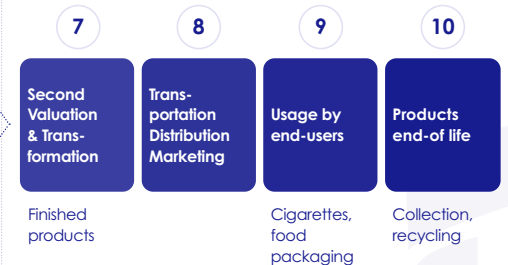 7
8
9
10
Second
Valuation
& Trans-
formation
Trans-
portation
Distribution
Marketing
Usage by
end-users
Products
end-of life
Finished
products
Cigarettes,
food
packaging
Collection,
recycling